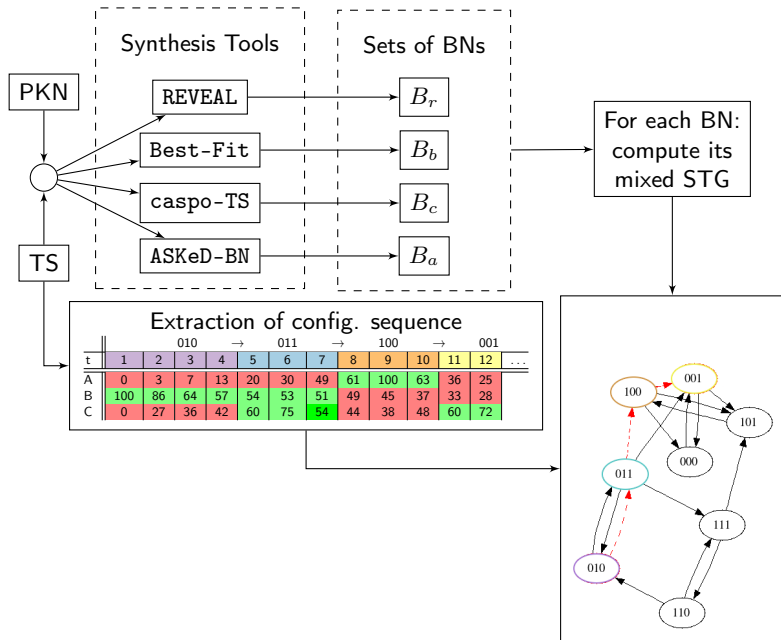 Synthesis Tools
Sets of BNs
PKN
REVEAL
Best-Fit
caspo-TS
ASKeD-BN
B_r
B_b
B_c
B_a
For each BN:
compute its
mixed STG
TS
Extraction of config. sequence
010 → 011 → 100 → 001
t 1 2 3 4 5 6 7 8 9 10 11 12 ...
A 0 3 7 13 20 30 49 61 100 63 36 25
B 100 86 64 57 54 53 51 49 45 37 33 28
C 0 27 36 42 60 75 54 44 38 48 60 72
001
100
101
000
011
111
010
110